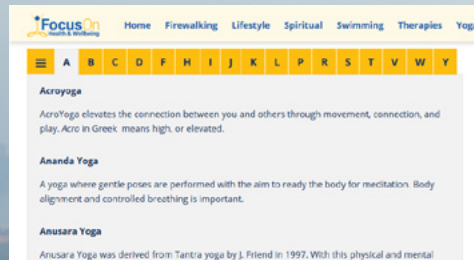 FocusOn
Health & Wellbeing
Home Firewalking Lifestyle Spiritual Swimming Therapies Yoga
A B C D F H I J K L P R S T V W Y
Acroyoga
AcroYoga elevates the connection between you and others through movement, connection, and
play. Acro in Greek means high, or elevated.
Ananda Yoga
A yoga where gentle poses are performed with the aim to ready the body for meditation. Body
alignment and controlled breathing is important.
Anusara Yoga
Anusara Yoga was derived from Tantra yoga by J. Friend in 1997. With this physical and mental